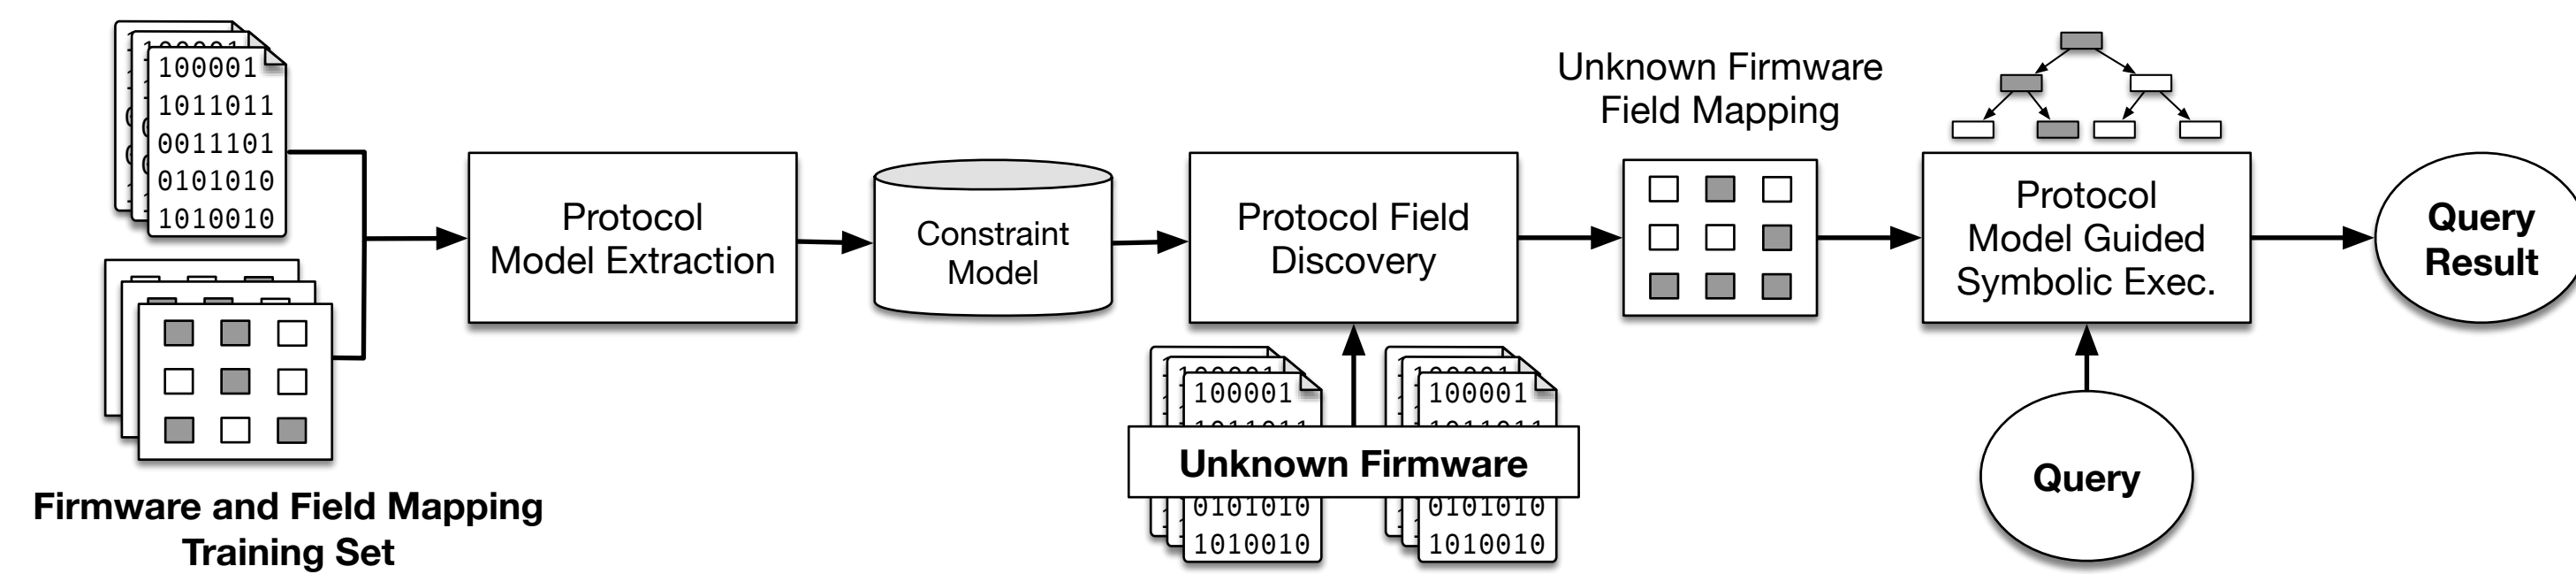 100001
1011011
0011101
0101010
1010010
Firmware and Field Mapping
Training Set
Protocol
Model Extraction
Constraint
Model
Protocol Field
Discovery
100001
Unknown Firmware
0101010
1010010
100001
0101010
1010010
Unknown Firmware
Field Mapping
Protocol
Model Guided
Symbolic Exec.
Query
Query
Result